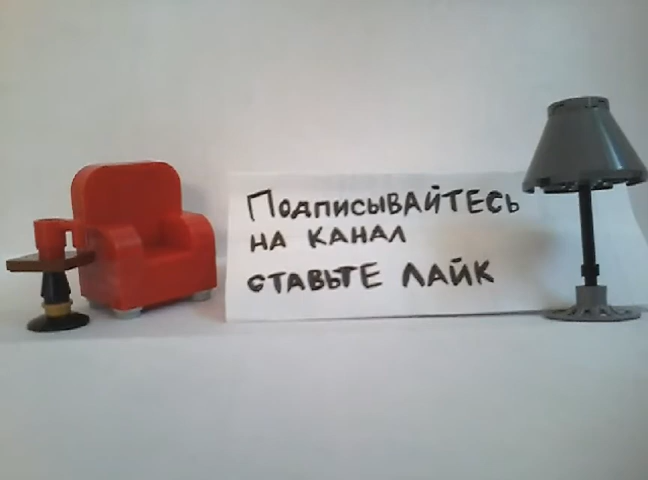 Подписывайтесь
на канал
ставьте лайк